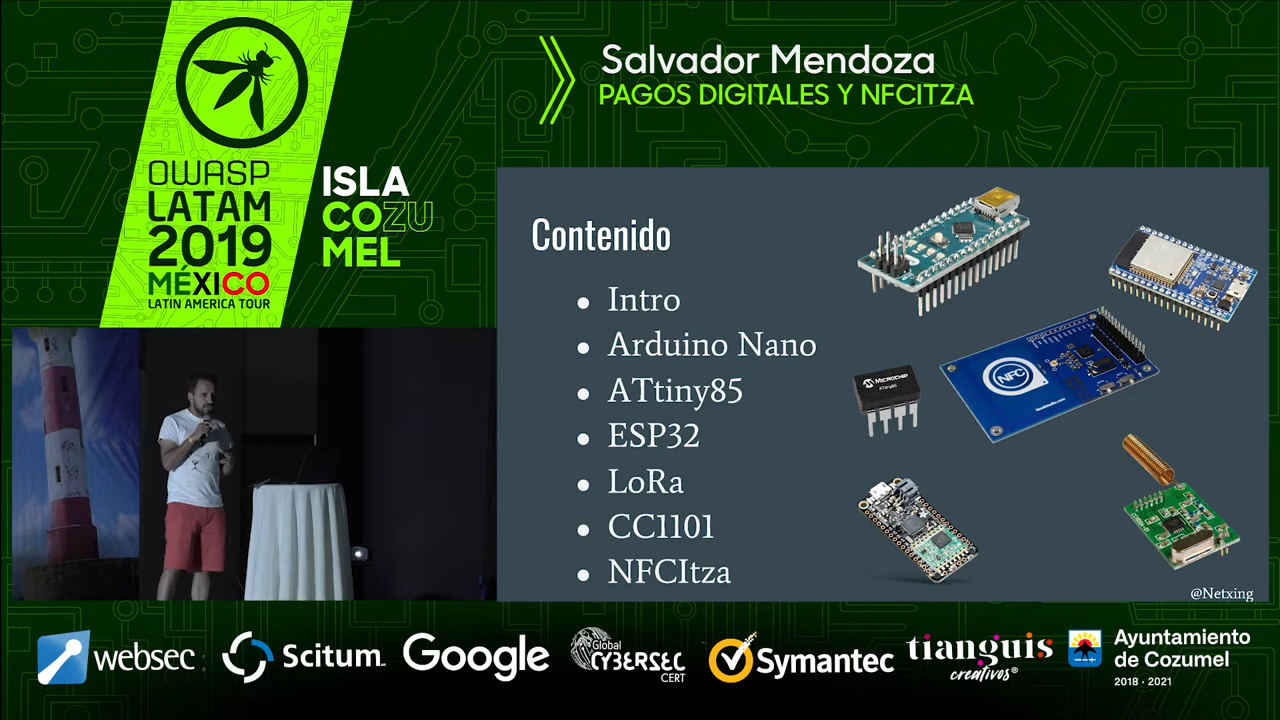 OWASP
LATAM
2019
MÉXICO
LATIN AMERICA TOUR
ISLA
COZU
MEL
Salvador Mendoza
PAGOS DIGITALES Y NFCITZA
Contenido
• Intro
• Arduino Nano
• ATtiny85
• ESP32
• LoRa
• CC1101
• NFCItza
MICROCHIP
ATtiny85
NFC
@Netxing
websec
Scitum
Google
Global
CYBERSEC
CERT
Symantec
tianguis
creativos®
Ayuntamiento
de Cozumel
2018 - 2021